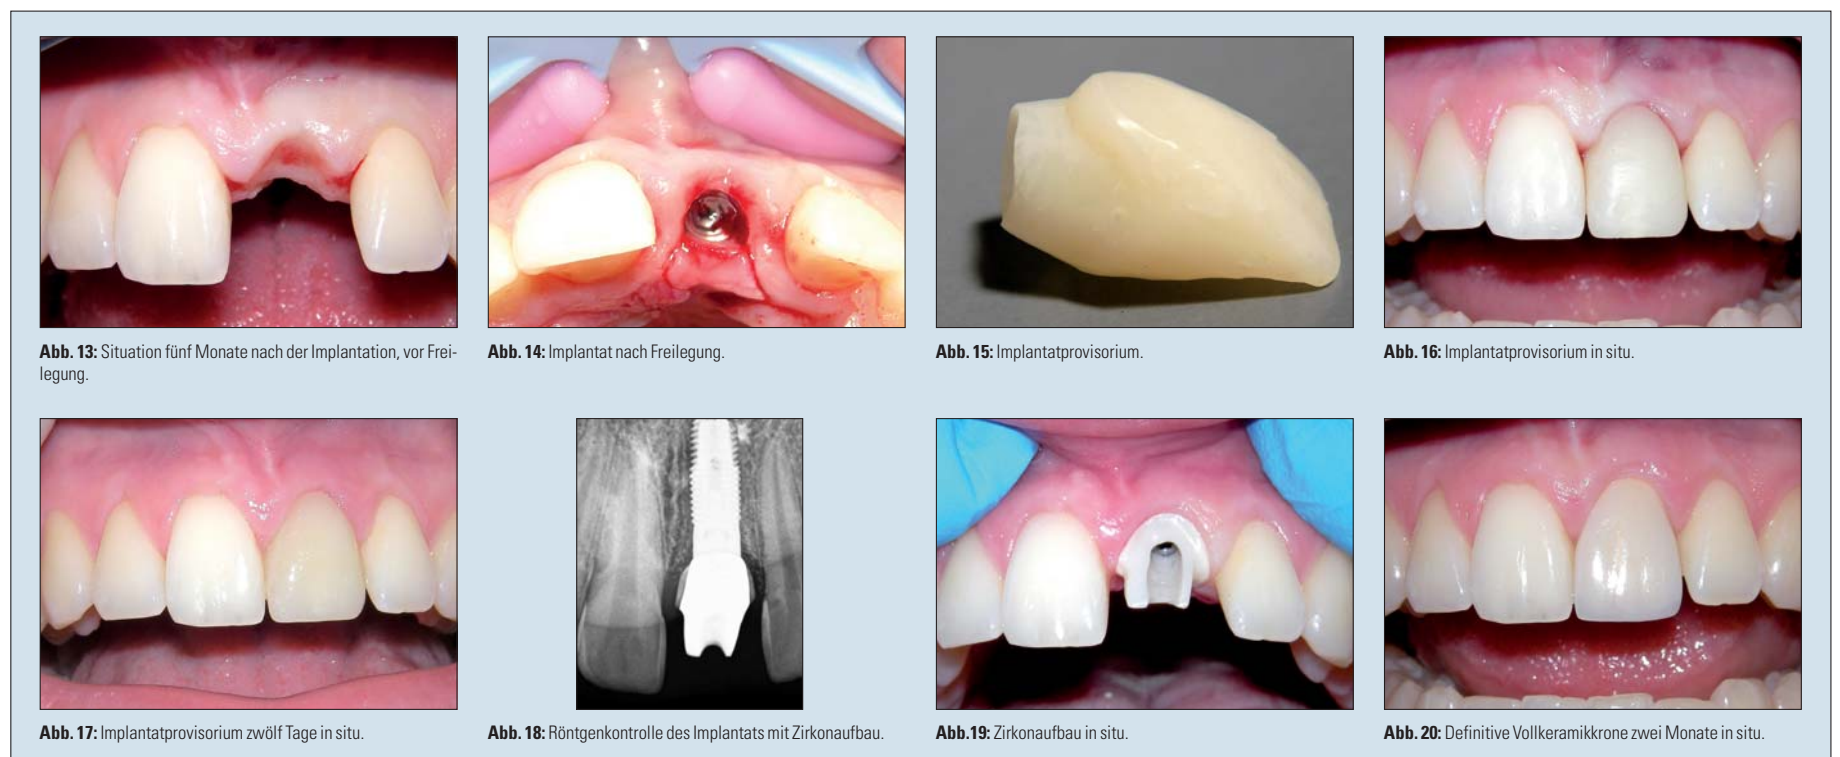 Abb. 13: Situation fünf Monate nach der Implantation, vor Frei-
legung.
Abb. 14: Implantat nach Freilegung.
Abb. 15: Implantatprovisorium.
Abb. 16: Implantatprovisorium in situ.
Abb. 17: Implantatprovisorium zwölf Tage in situ.
Abb. 18: Röntgenkontrolle des Implantats mit Zirkonaufbau.
Abb.19: Zirkonaufbau in situ.
Abb. 20: Definitive Vollkeramikkrone zwei Monate in situ.